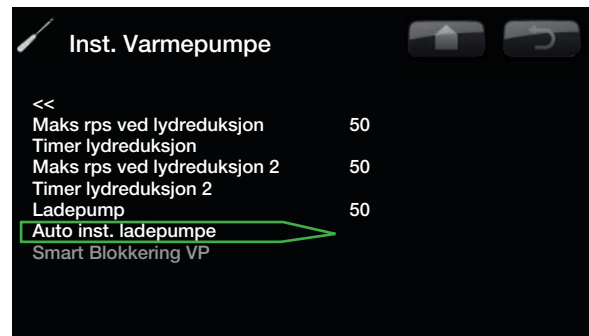 Inst. Varmepumpe
<<
Maks rps ved lydreduksjon 50
Timer lydreduksjon
Maks rps ved lydreduksjon 2 50
Timer lydreduksjon 2
Ladepump 50
Auto inst. ladepumpe
Smart Blokkering VP